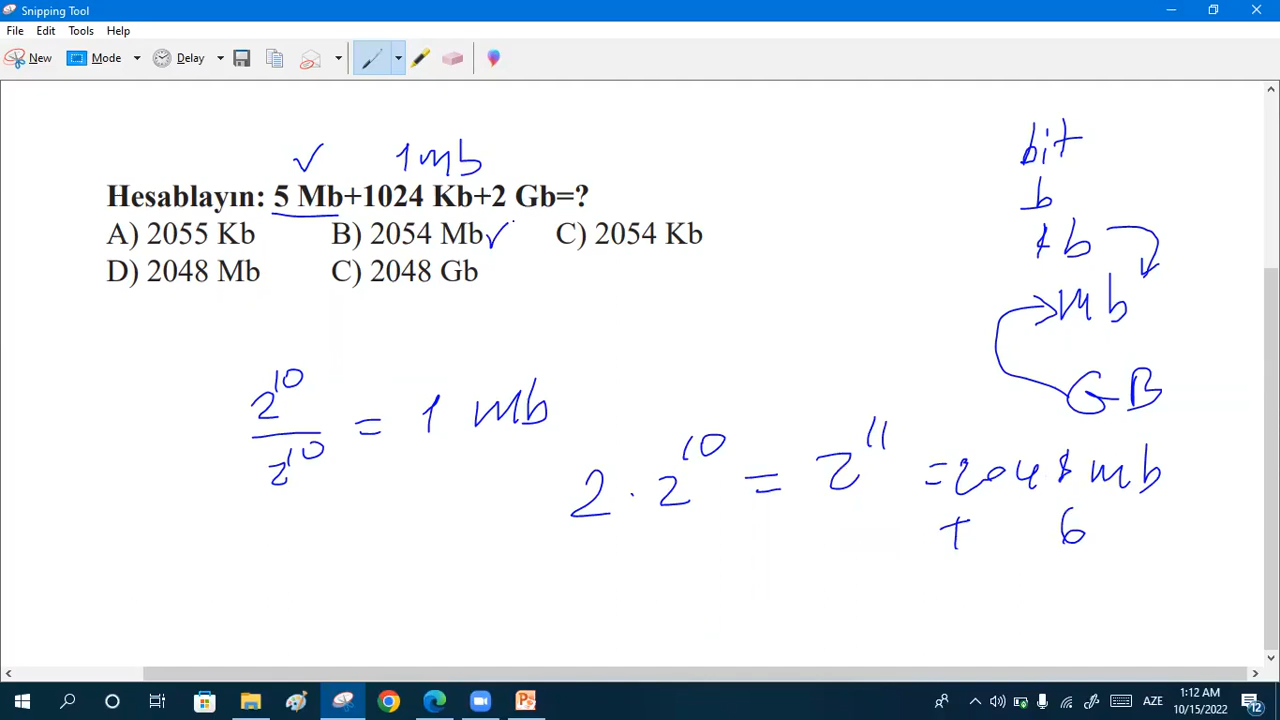 Snipping Tool
File Edit Tools Help
New Mode Delay
bit
✓ 1mb
Hesablayın: 5 Mb+1024 Kb+2 Gb=?
b
A) 2055 Kb B) 2054 Mb ✓ C) 2054 Kb
kb
D) 2048 Mb C) 2048 Gb
mb
GB
2^10 / 2^10 = 1 mb
2 · 2^10 = 2^11 = 2048 mb
+ 6
AZE
1:12 AM
10/15/2022
12